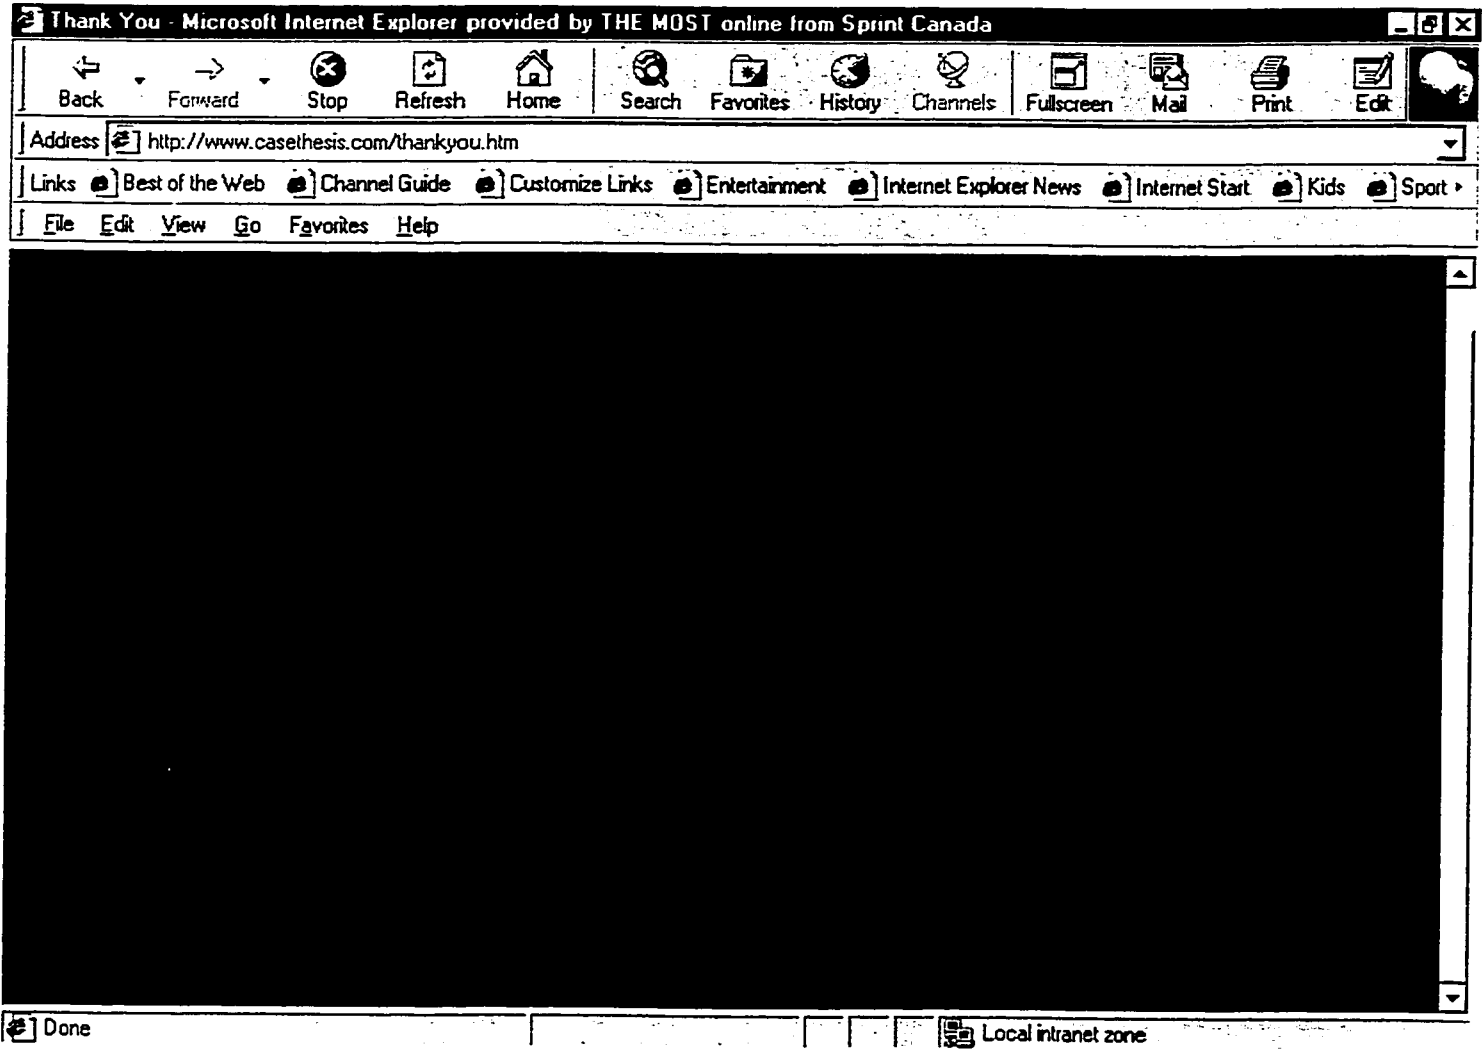 Thank You - Microsoft Internet Explorer provided by THE MOST online from Sprint Canada
Back Forward Stop Refresh Home Search Favorites History Channels Fullscreen Mail Print Edit
Address http://www.casethesis.com/thankyou.htm
Links Best of the Web Channel Guide Customize Links Entertainment Internet Explorer News Internet Start Kids Sport
File Edit View Go Favorites Help
Done Local intranet zone